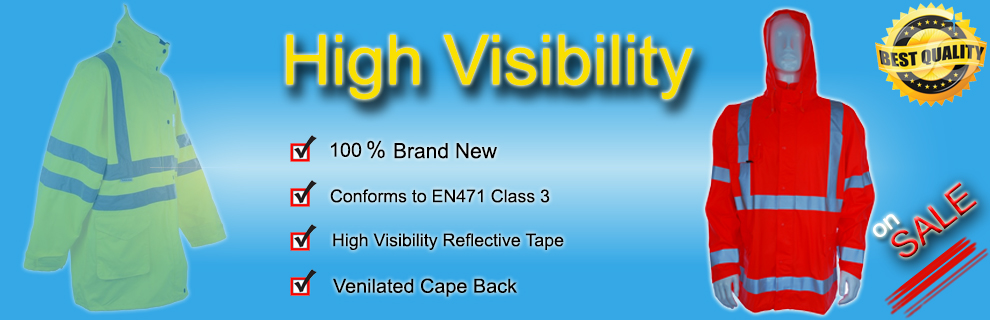 High Visibility
100 % Brand New
Conforms to EN471 Class 3
High Visibility Reflective Tape
Venilated Cape Back
BEST QUALITY
on
SALE